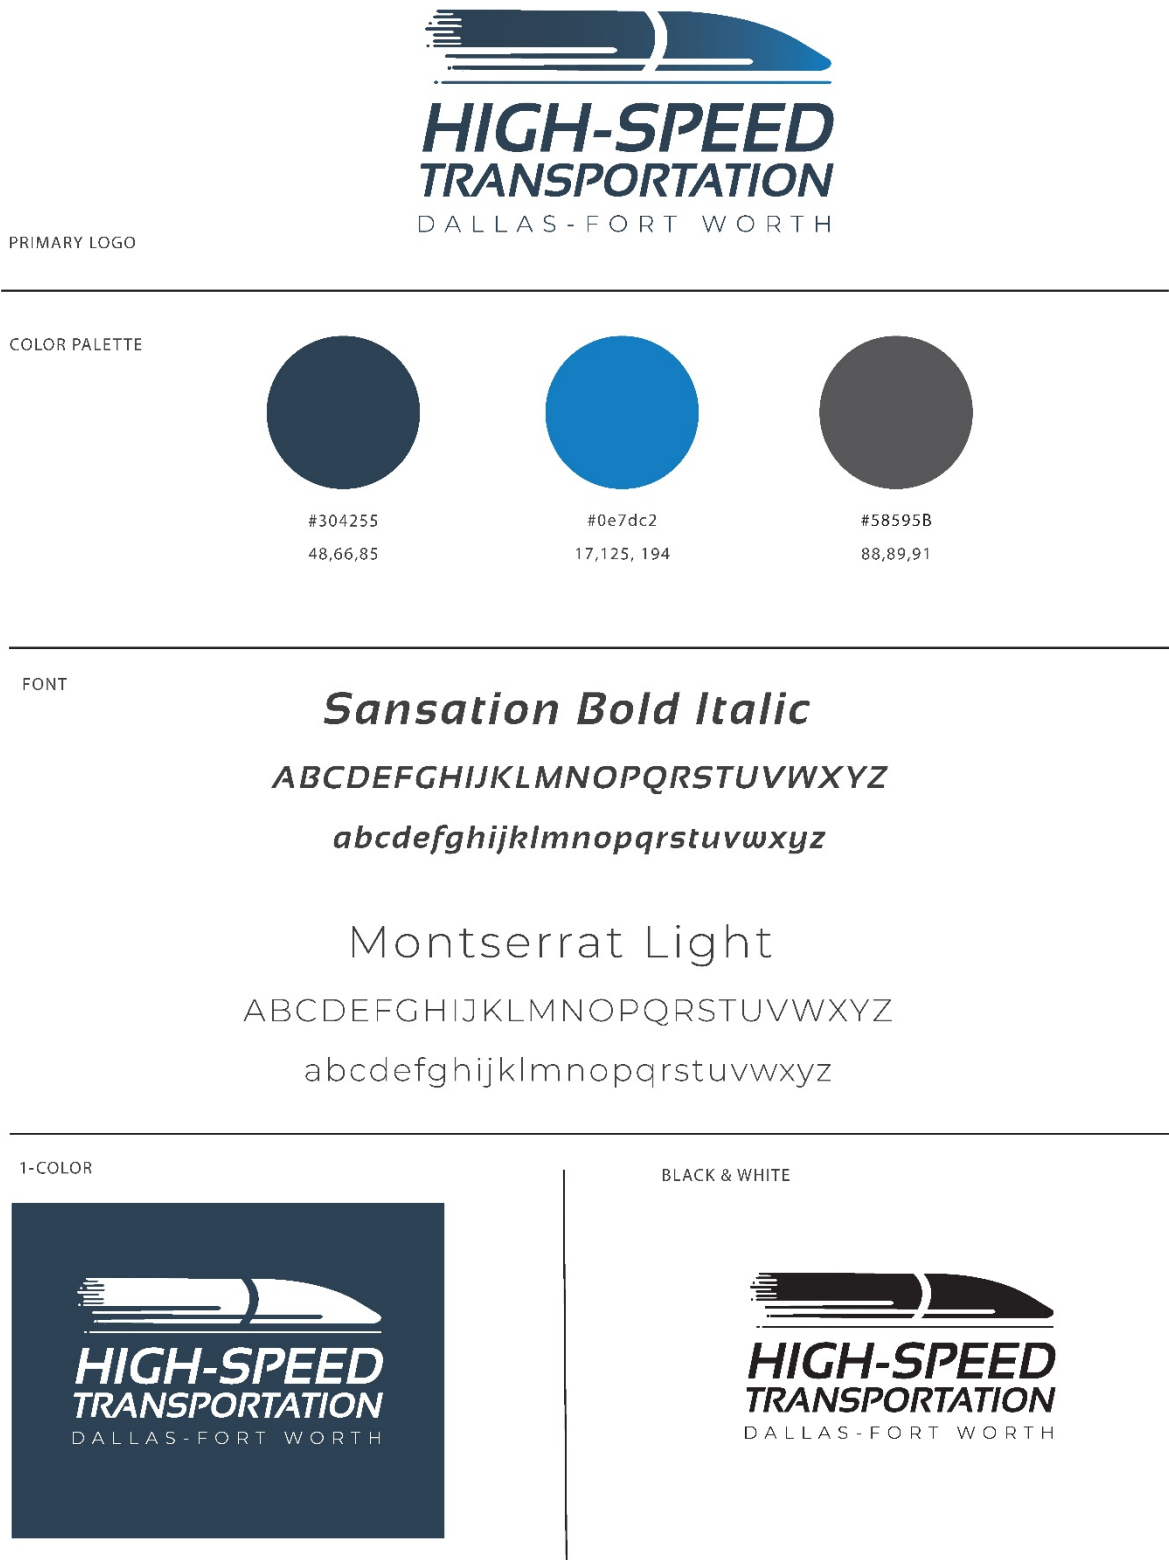 HIGH-SPEED
TRANSPORTATION
DALLAS-FORT WORTH
PRIMARY LOGO
COLOR PALETTE
#304255
#0e7dc2
#58595B
48,66,85
17,125, 194
88,89,91
FONT
Sansation Bold Italic
ABCDEFGHIJKLMNOPQRSTUVWXYZ
abcdefghijklmnopqrstuvwxyz
Montserrat Light
ABCDEFGHIJKLMNOPQRSTUVWXYZ
abcdefghijklmnopqrstuvwxyz
1-COLOR
HIGH-SPEED
TRANSPORTATION
DALLAS-FORT WORTH
BLACK & WHITE
HIGH-SPEED
TRANSPORTATION
DALLAS-FORT WORTH